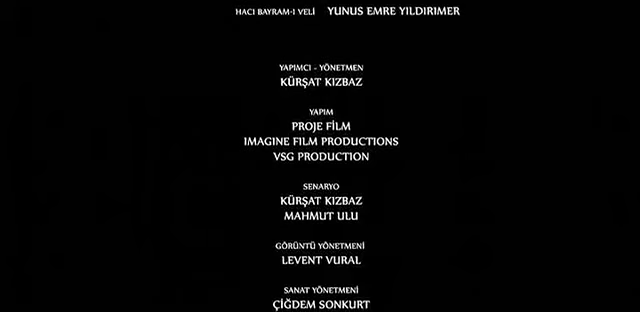 HACI BAYRAM-I VELİ YUNUS EMRE YILDIRIMER
YAPIMCI - YÖNETMEN
KÜRŞAT KIZBAZ
YAPIM
PROJE FİLM
IMAGINE FILM PRODUCTIONS
VSG PRODUCTION
SENARYO
KÜRŞAT KIZBAZ
MAHMUT ULU
GÖRÜNTÜ YÖNETMENİ
LEVENT VURAL
SANAT YÖNETMENİ
ÇİĞDEM SONKURT